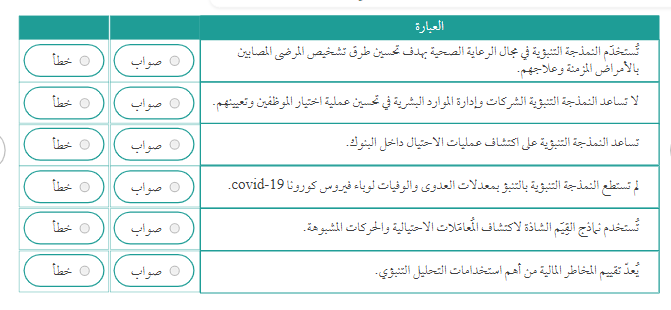 العبارة
تُستخدَم النمذجة التنبؤية في مجال الرعاية الصحية بهدف تحسين طرق تشخيص المرضى المصابين
بالأمراض المزمنة وعلاجهم.
صواب
خطأ
لا تساعد النمذجة التنبؤية الشركات وإدارة الموارد البشرية في تحسين عملية اختيار الموظفين وتعيينهم.
صواب
خطأ
تساعد النمذجة التنبؤية على اكتشاف عمليات الاحتيال داخل البنوك.
صواب
خطأ
لم تستطع النمذجة التنبؤية بالتنبؤ بمعدلات العدوى والوفيات لوباء فيروس كورونا covid-19.
صواب
خطأ
تُستخدم نماذج القِيَم الشاذة لاكتشاف المُعامَلات الاحتيالية والحركات المشبوهة.
صواب
خطأ
يُعدّ تقييم المخاطر المالية من أهم استخدامات التحليل التنبؤي.
صواب
خطأ